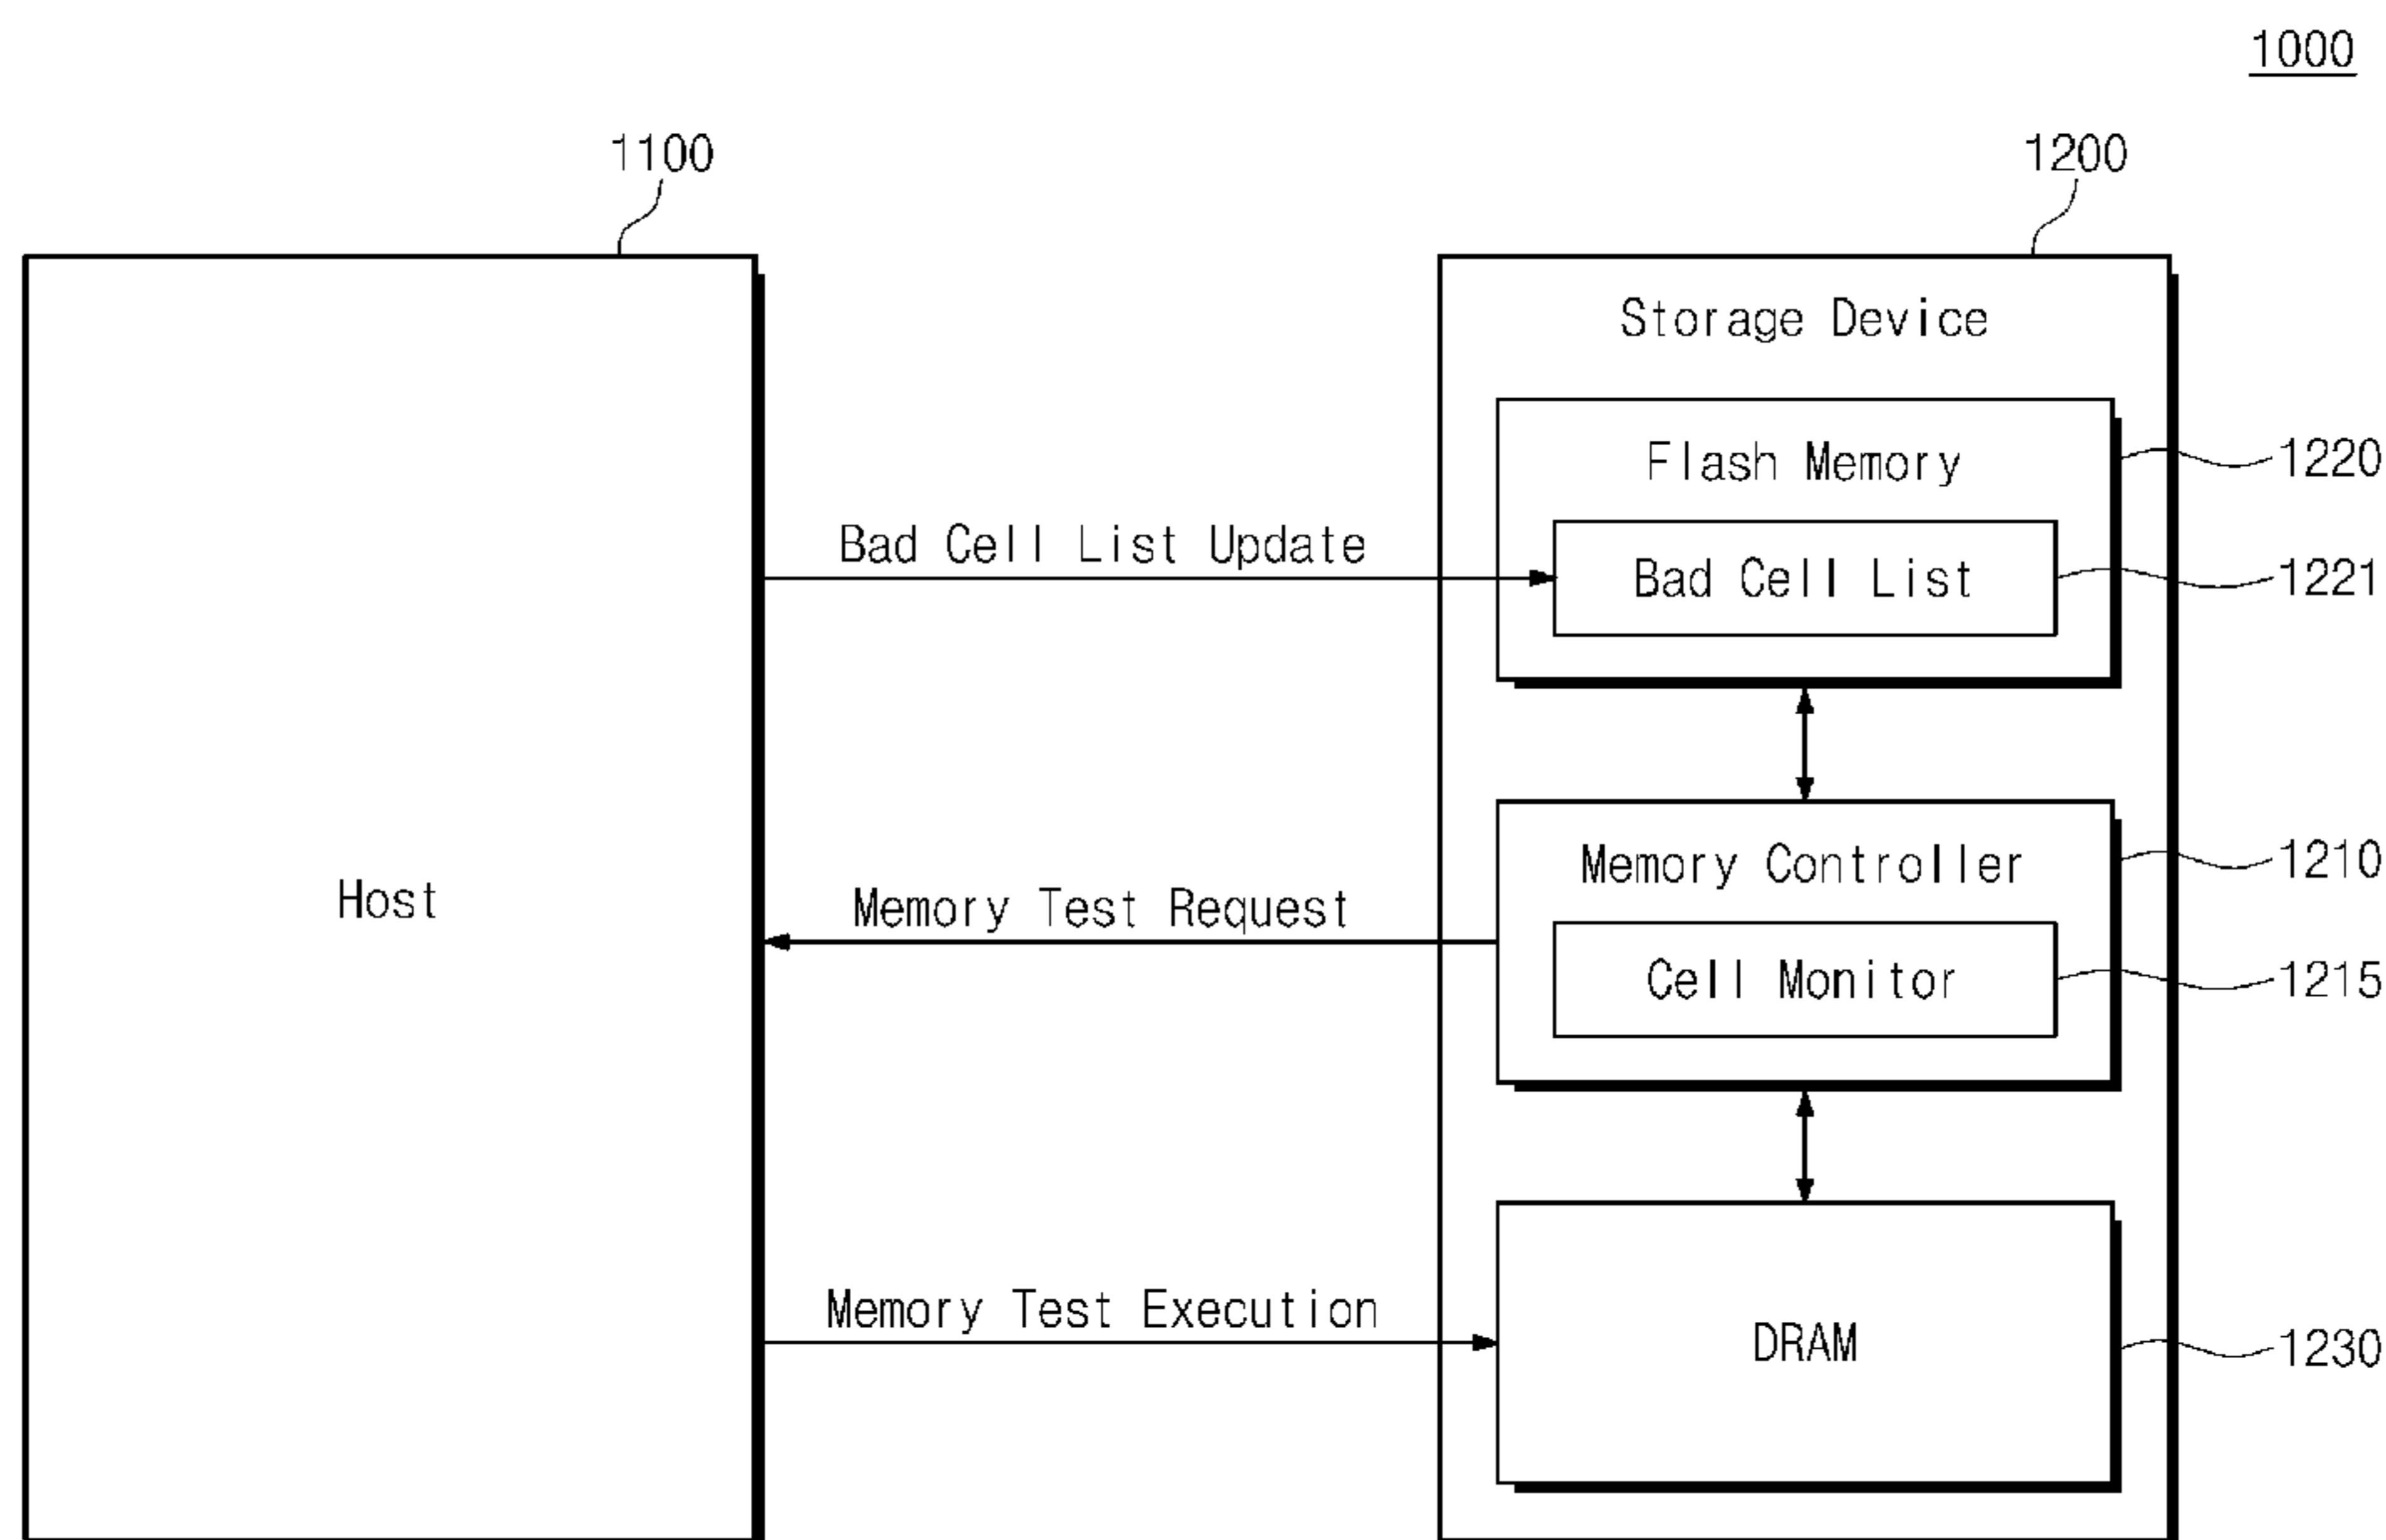 1000
1100
1200
Storage Device
Flash Memory
1220
Bad Cell List Update
Bad Cell List
1221
Memory Controller
1210
Host
Memory Test Request
Cell Monitor
1215
Memory Test Execution
DRAM
1230